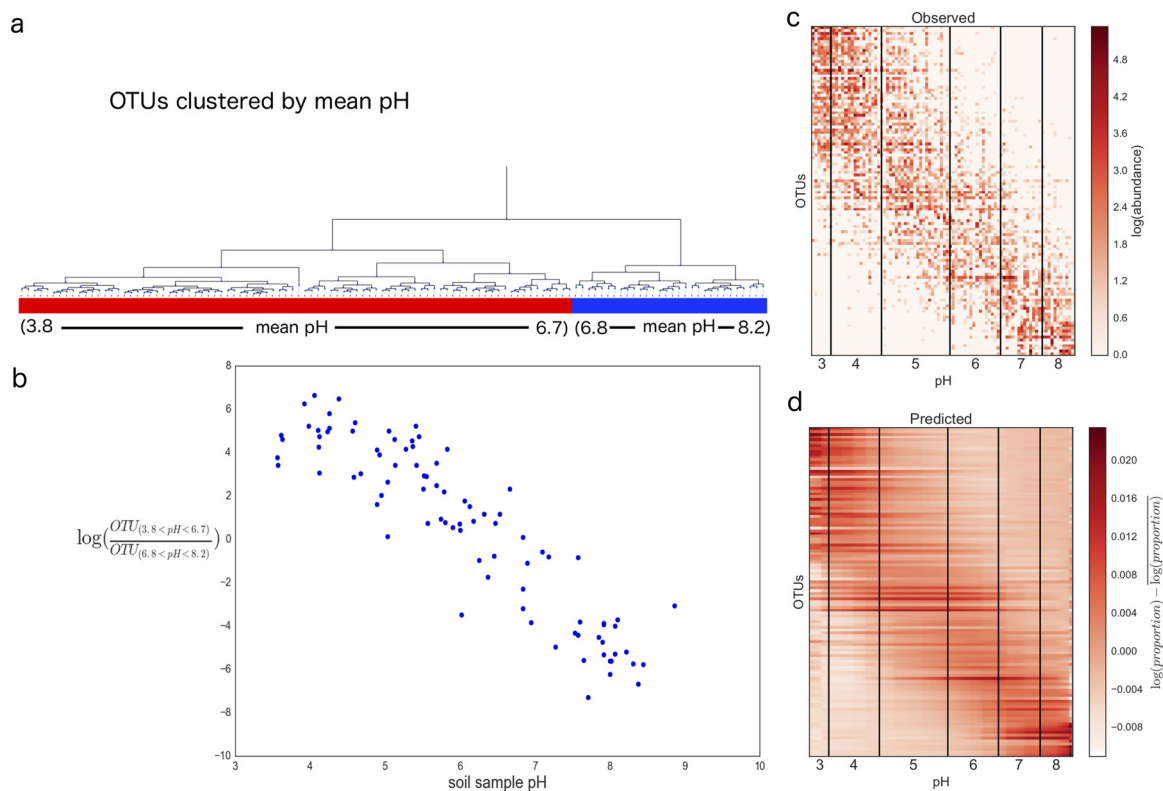 a
OTUs clustered by mean pH
(3.8 mean pH 6.7) (6.8 mean pH 8.2)
b
8
6
4
2
0
−2
−4
−6
−8
−10
log(OTU(3.8<pH<6.7)/OTU(6.8<pH<8.2))
3 4 5 6 7 8 9 10
soil sample pH
c
Observed
OTUs
3 4 5 6 7 8
pH
4.8
4.2
3.6
3.0
2.4
1.8
1.2
0.6
0.0
log(abundance)
d
Predicted
OTUs
3 4 5 6 7 8
pH
0.020
0.016
0.012
0.008
0.004
0.000
−0.004
−0.008
log(proportion) − log(proportion)